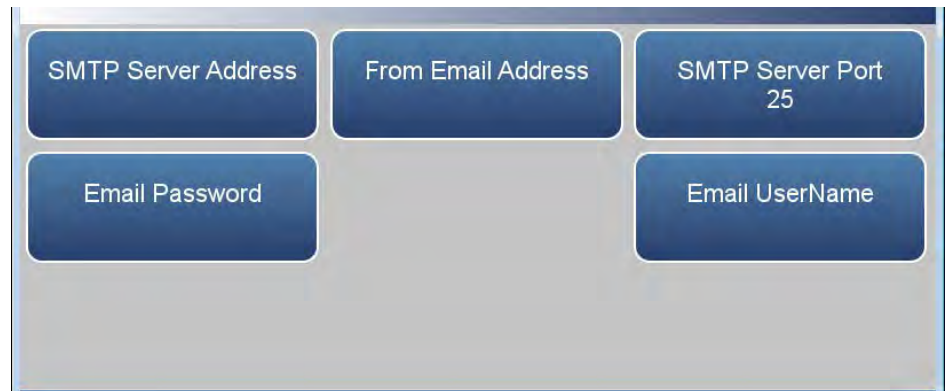 SMTP Server Address
From Email Address
SMTP Server Port
25
Email Password
Email UserName